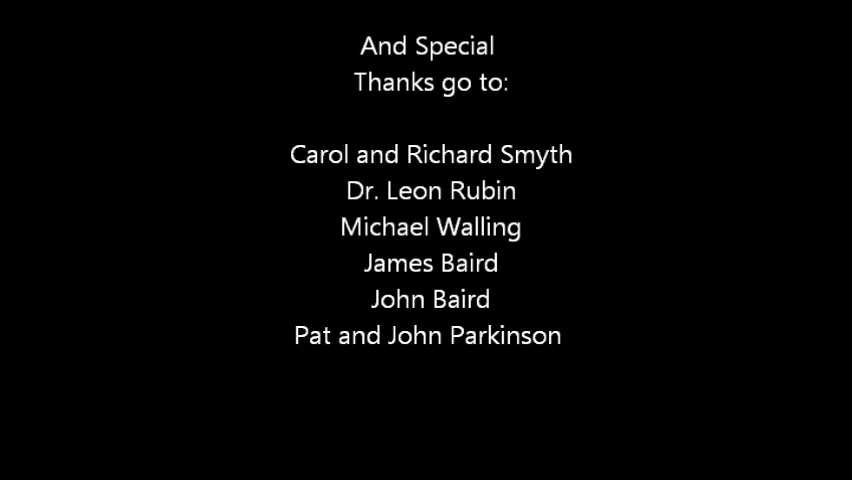 And Special
Thanks go to:
Carol and Richard Smyth
Dr. Leon Rubin
Michael Walling
James Baird
John Baird
Pat and John Parkinson